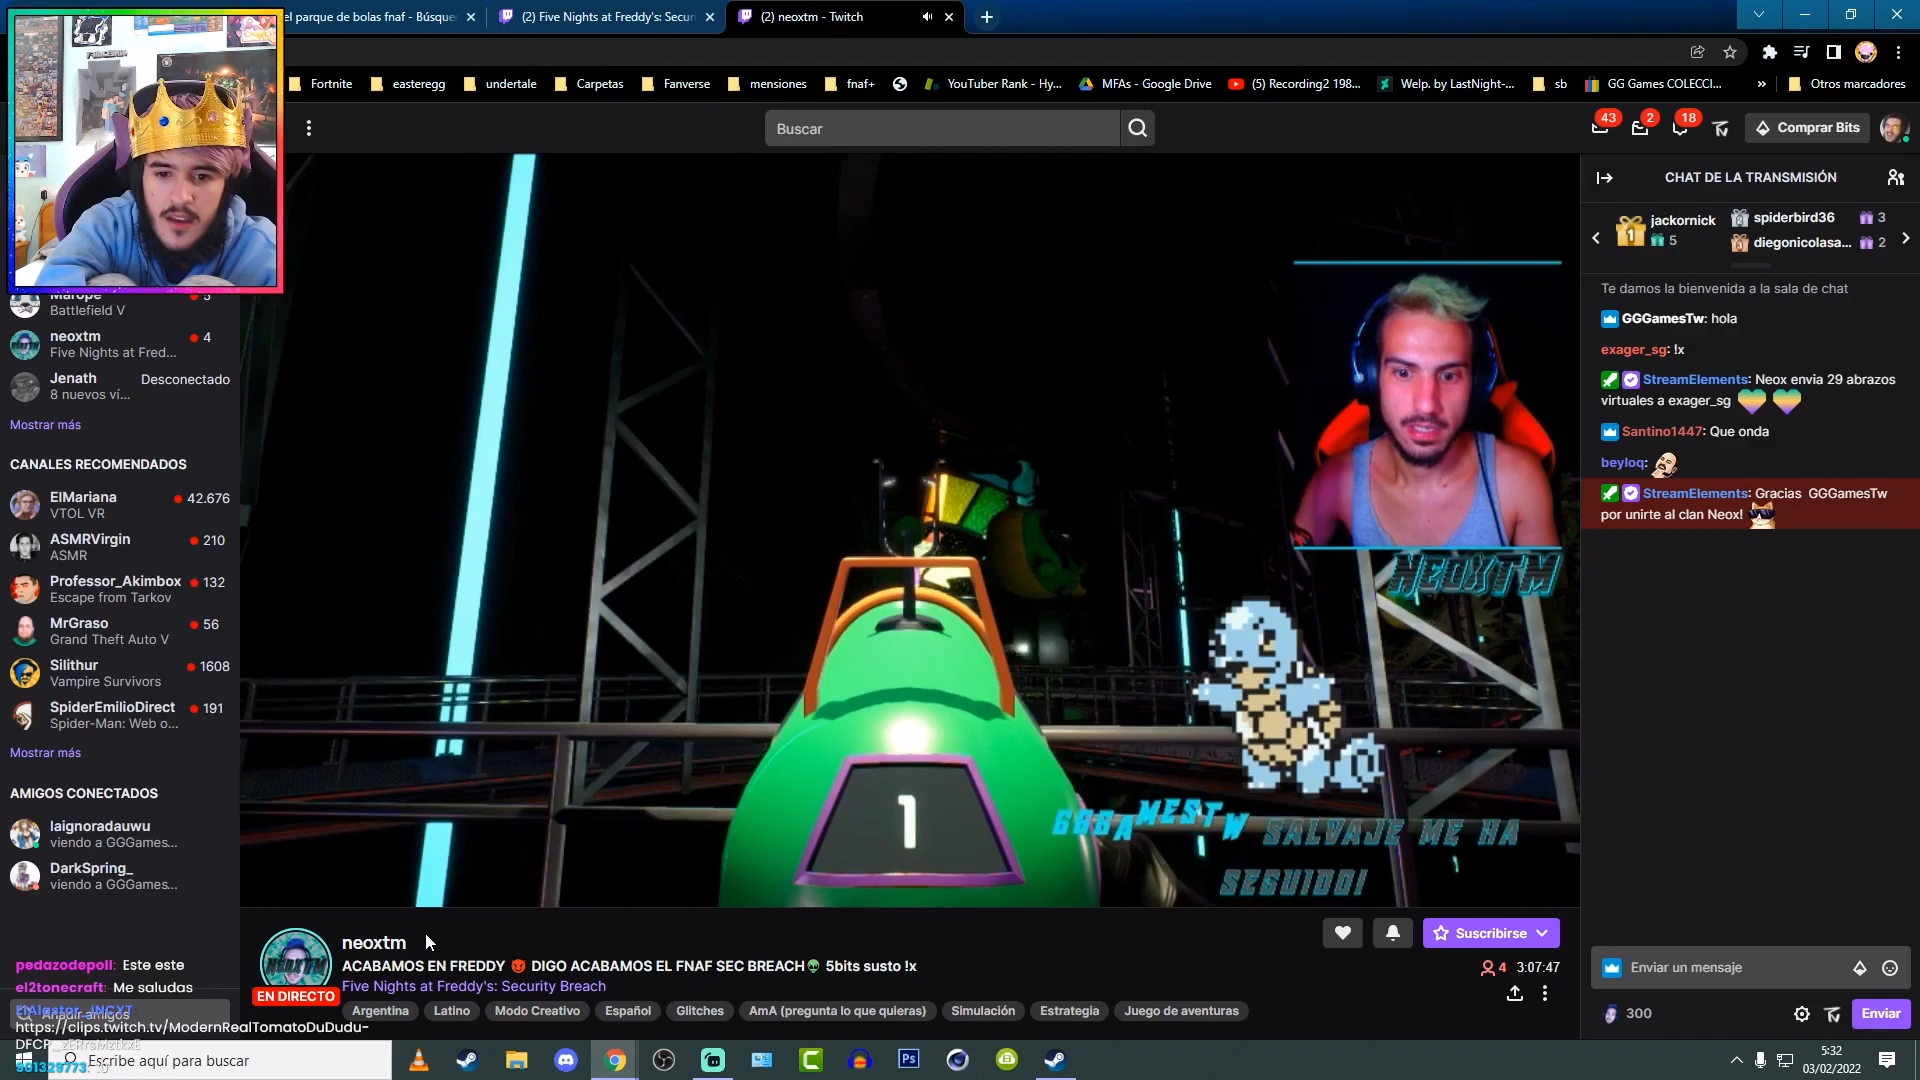 el parque de bolas fnaf - Búsque
(2) Five Nights at Freddy's: Securi
(2) neoxtm - Twitch
Fortnite
easteregg
undertale
Carpetas
Fanverse
mensiones
fnaf+
YouTuber Rank - Hy...
MFAs - Google Drive
(5) Recording2 198...
Welp. by LastNight-...
sb
GG Games COLECCI...
»
Otros marcadores
Buscar
43
2
18
Comprar Bits
CHAT DE LA TRANSMISIÓN
1 jackornick
5
spiderbird36 3
diegonicolasa... 2
Te damos la bienvenida a la sala de chat
GGGamesTw: hola
exager_sg: !x
StreamElements: Neox envia 29 abrazos
virtuales a exager_sg
Santino1447: Que onda
beyloq:
StreamElements: Gracias GGGamesTw
por unirte al clan Neox!
Marope 5
Battlefield V
neoxtm 4
Five Nights at Fred...
Jenath Desconectado
8 nuevos ví...
Mostrar más
CANALES RECOMENDADOS
ElMariana 42.676
VTOL VR
ASMRVirgin 210
ASMR
Professor_Akimbox 132
Escape from Tarkov
MrGraso 56
Grand Theft Auto V
Silithur 1608
Vampire Survivors
SpiderEmilioDirect 191
Spider-Man: Web o...
Mostrar más
AMIGOS CONECTADOS
laignoradauwu
viendo a GGGames...
DarkSpring_
viendo a GGGames...
pedazodepoll: Este este
el2tonecraft: Me saludas
ElAlastor_INCYT
Añadir amigos
https://clips.twitch.tv/ModernRealTomatoDuDudu-
501329773:
NEOXTM
1
GGGAMESTW SALVAJE ME HA
SEGUIDO!
NEOXTM
EN DIRECTO
neoxtm
ACABAMOS EN FREDDY 👿 DIGO ACABAMOS EL FNAF SEC BREACH👽 5bits susto !x
Five Nights at Freddy's: Security Breach
Argentina
Latino
Modo Creativo
Español
Glitches
AmA (pregunta lo que quieras)
Simulación
Estrategia
Juego de aventuras
Suscribirse
4 3:07:47
Enviar un mensaje
300
Enviar
Escribe aquí para buscar
Ps
5:32
03/02/2022